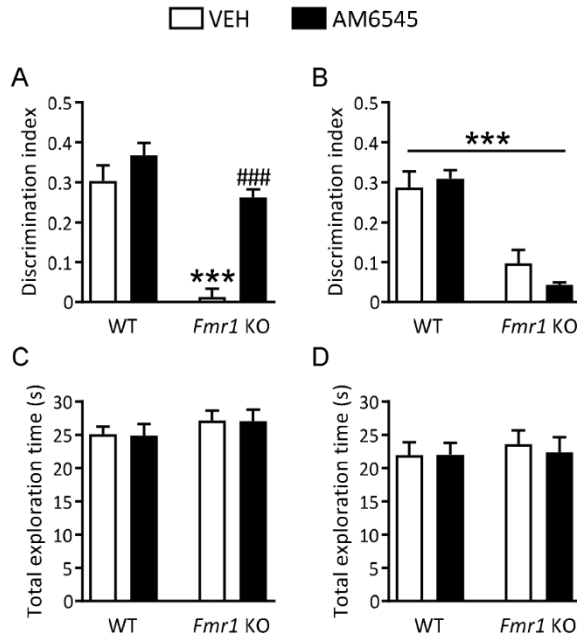 VEH AM6545
A
Discrimination index
0.5
0.4
0.3
0.2
0.1
0
***
###
WT Fmr1 KO
B
Discrimination index
0.5
0.4
0.3
0.2
0.1
0
***
WT Fmr1 KO
C
Total exploration time (s)
30
25
20
15
10
5
0
WT Fmr1 KO
D
Total exploration time (s)
30
25
20
15
10
5
0
WT Fmr1 KO